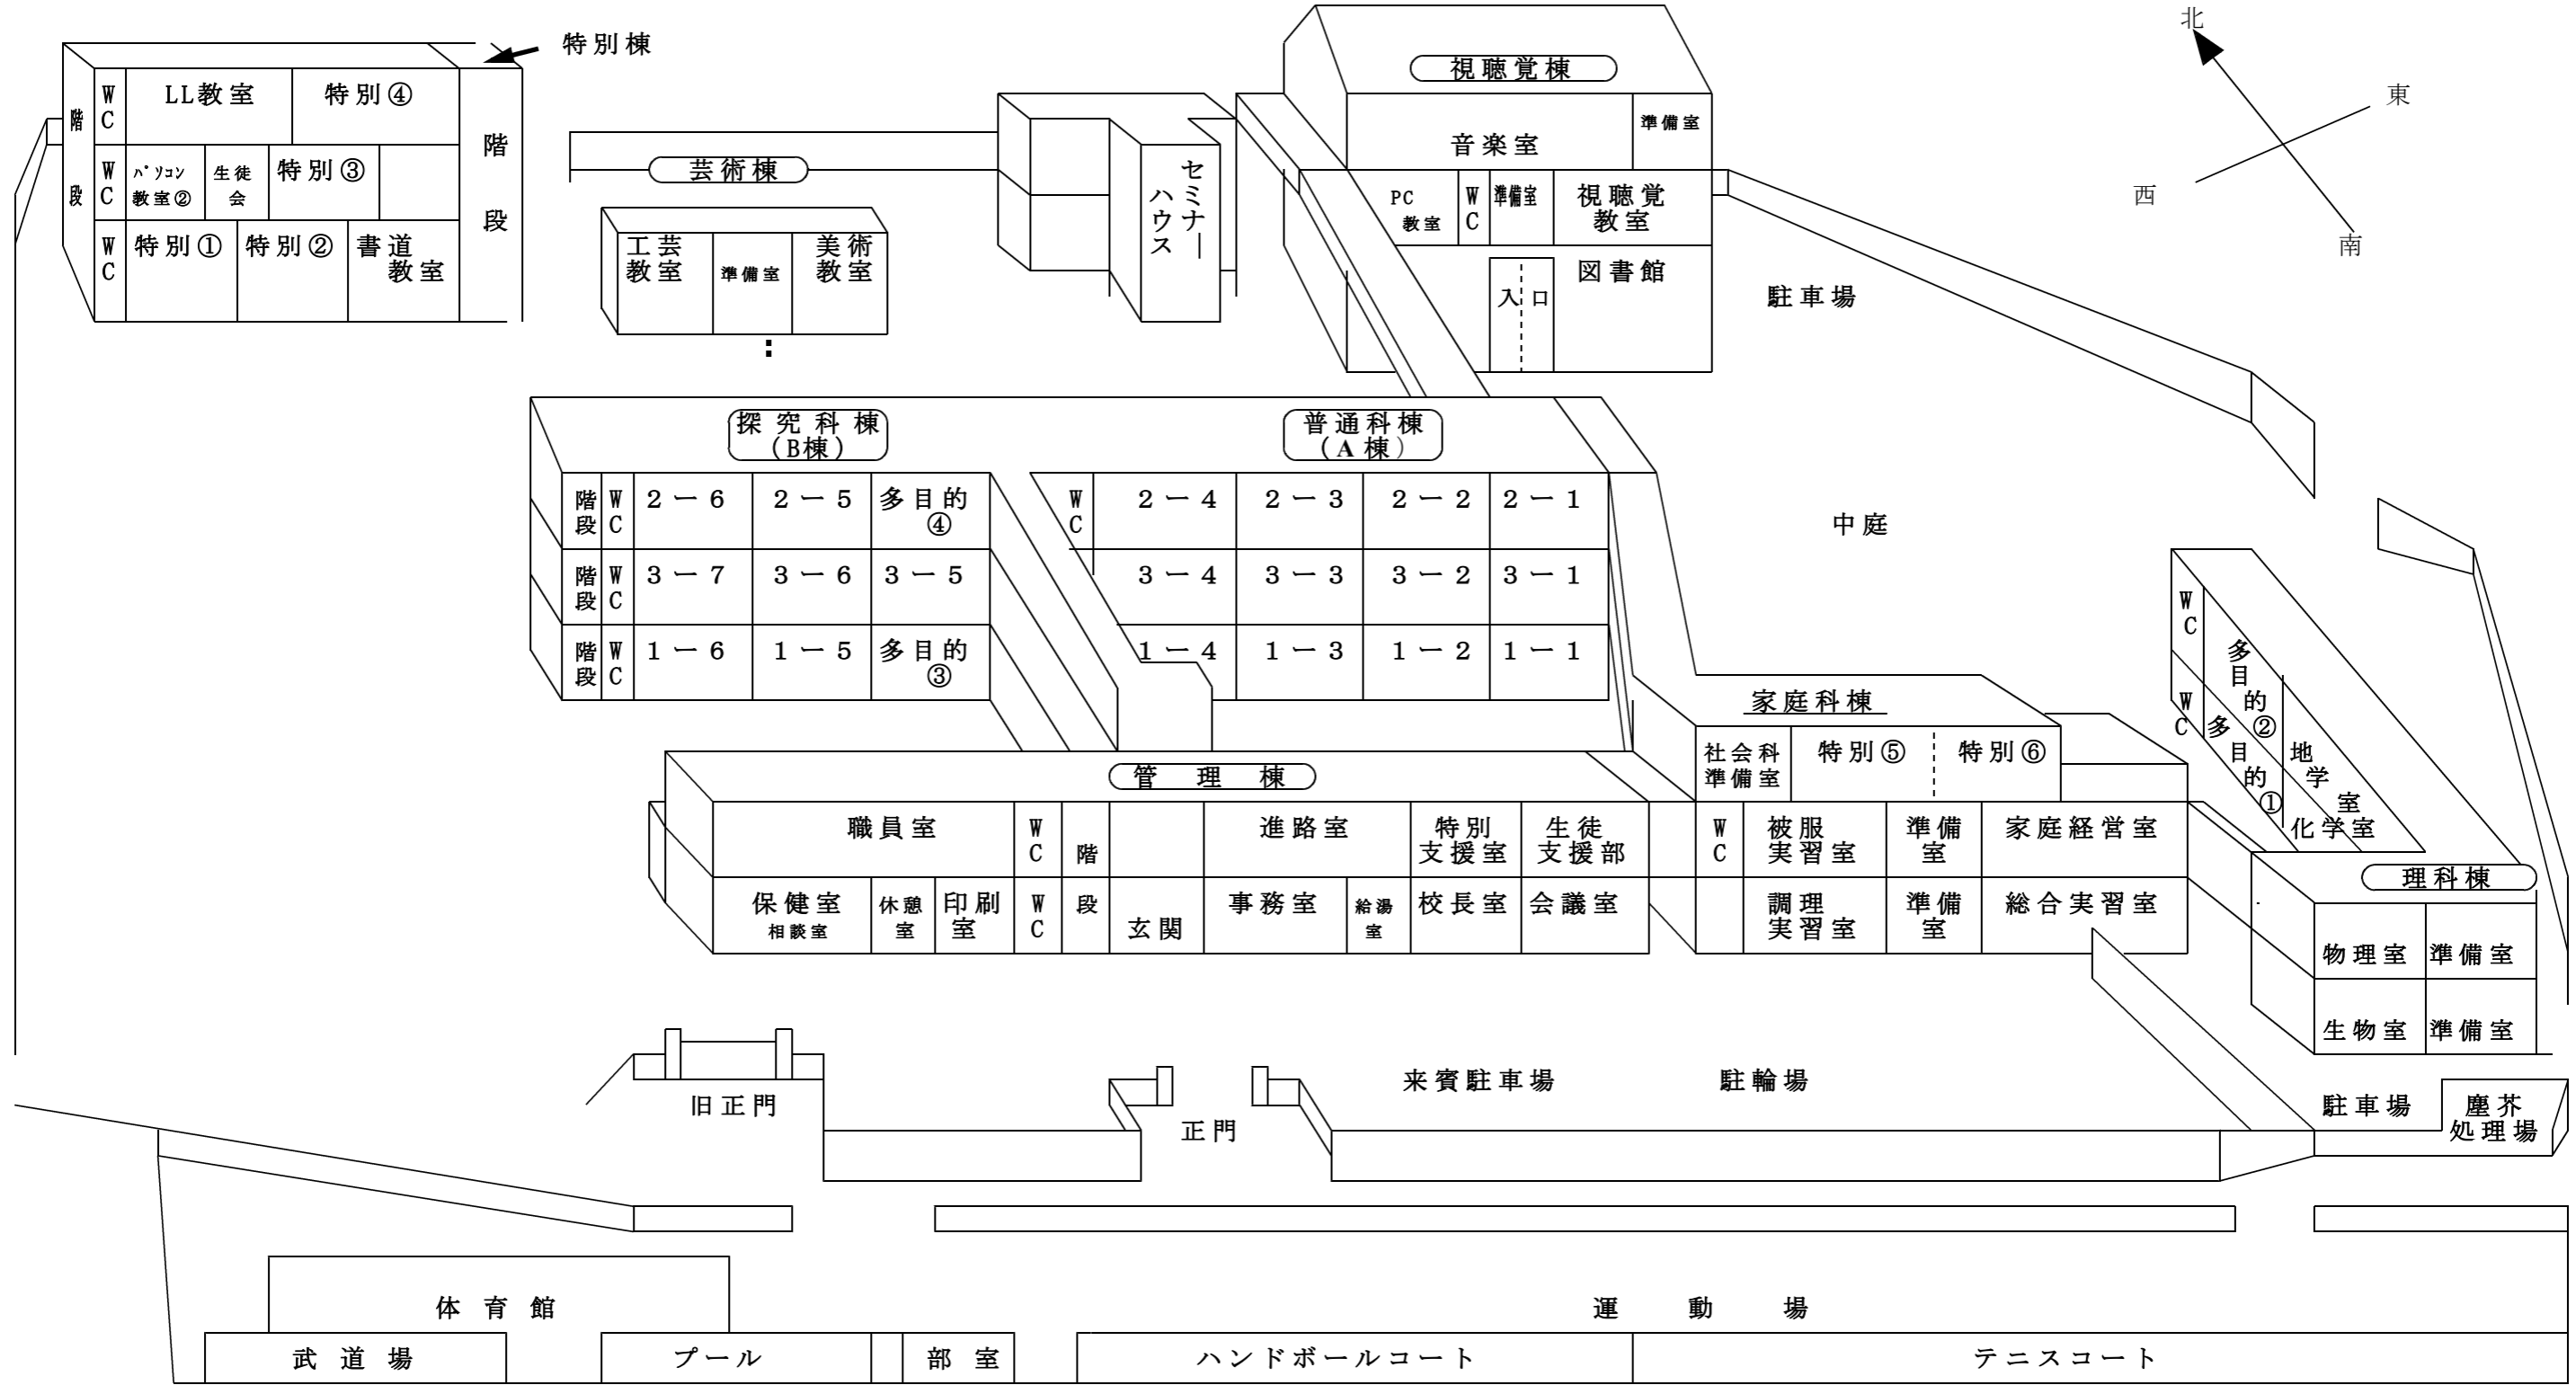 北
東
西
南
特別棟
階段
WC
LL教室
特別④
WC
パソコン
教室②
生徒
会
特別③
WC
特別①
特別②
書道
教室
階段
芸術棟
工芸
教室
準備室
美術
教室
:
セミナー
ハウス
視聴覚棟
音楽室
準備室
PC
教室
WC
準備室
視聴覚
教室
図書館
入口
駐車場
探究科棟
(B棟)
普通科棟
(A棟)
階段
WC
2ー6
2ー5
多目的
④
WC
2ー4
2ー3
2ー2
2ー1
階段
WC
3ー7
3ー6
3ー5
3ー4
3ー3
3ー2
3ー1
階段
WC
1ー6
1ー5
多目的
③
1ー4
1ー3
1ー2
1ー1
中庭
管理棟
職員室
WC
階段
進路室
特別
支援室
生徒
支援部
保健室
相談室
休憩
室
印刷
室
WC
玄関
事務室
給湯
室
校長室
会議室
家庭科棟
社会科
準備室
特別⑤
特別⑥
WC
被服
実習室
準備
室
家庭経営室
調理
実習室
準備
室
総合実習室
WC
多目的②
地学室
WC
多目的①
化学室
理科棟
物理室
準備室
生物室
準備室
旧正門
正門
来賓駐車場
駐輪場
駐車場
塵芥
処理場
体育館
運動場
武道場
プール
部室
ハンドボールコート
テニスコート